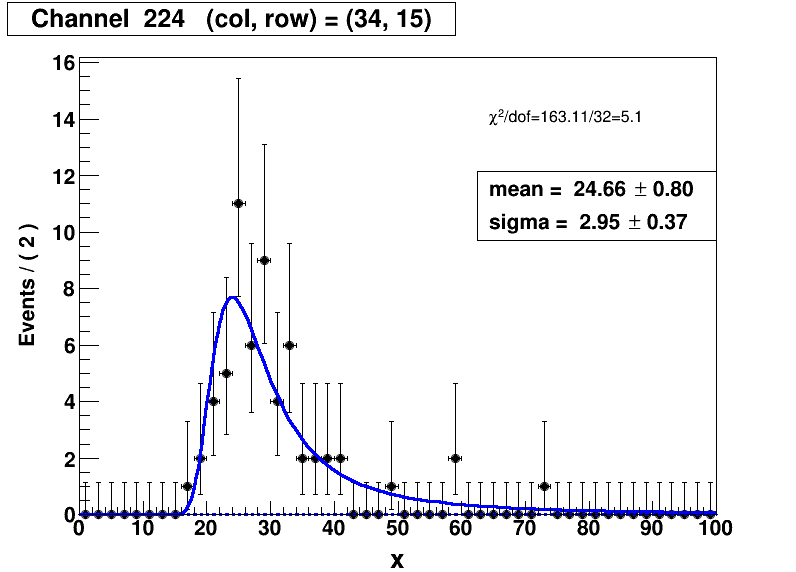 Channel 224 (col, row) = (34, 15)
16
14
12
10
8
6
4
2
0
Events / ( 2 )
χ²/dof=163.11/32=5.1
mean = 24.66 ± 0.80
sigma = 2.95 ± 0.37
0 10 20 30 40 50 60 70 80 90 100
x